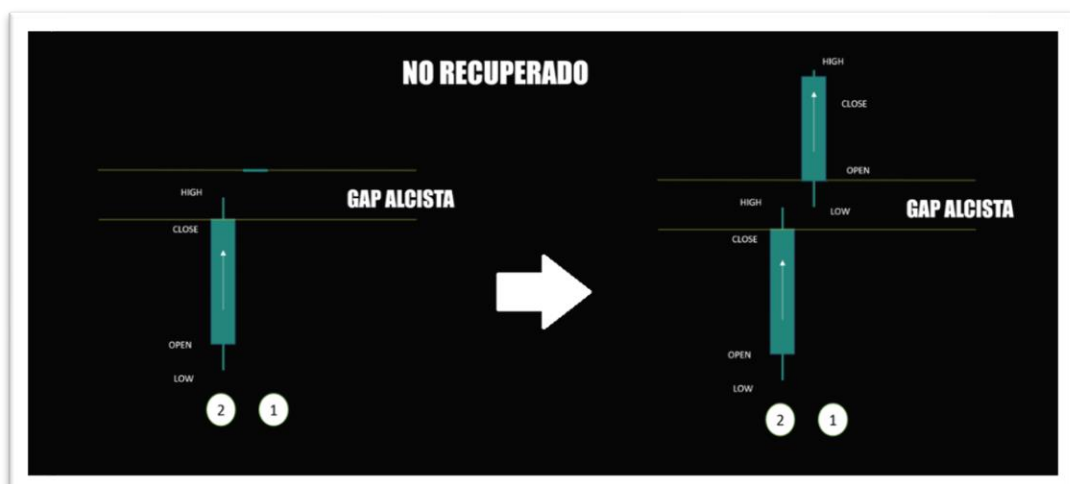 NO RECUPERADO
HIGH
GAP ALCISTA
CLOSE
OPEN
LOW
2 1
HIGH
CLOSE
OPEN
HIGH
LOW
GAP ALCISTA
CLOSE
OPEN
LOW
2 1